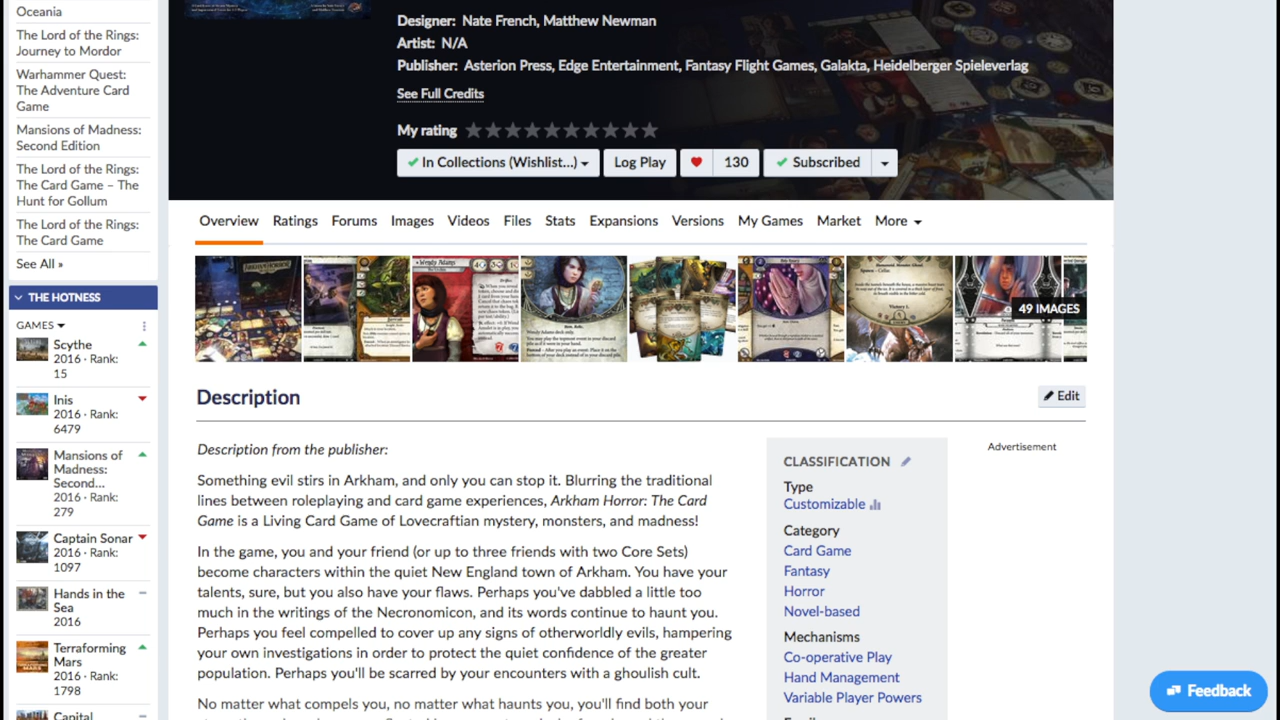 Oceania
The Lord of the Rings:
Journey to Mordor
Warhammer Quest:
The Adventure Card
Game
Mansions of Madness:
Second Edition
The Lord of the Rings:
The Card Game – The
Hunt for Gollum
The Lord of the Rings:
The Card Game
See All »
THE HOTNESS
GAMES
Scythe
2016 · Rank:
15
Inis
2016 · Rank:
6479
Mansions of
Madness:
Second...
2016 · Rank:
279
Captain Sonar
2016 · Rank:
1097
Hands in the
Sea
2016
Terraforming
Mars
2016 · Rank:
1798
Capital
Designer: Nate French, Matthew Newman
Artist: N/A
Publisher: Asterion Press, Edge Entertainment, Fantasy Flight Games, Galakta, Heidelberger Spieleverlag
See Full Credits
My rating
In Collections (Wishlist...) Log Play 130 Subscribed
Overview Ratings Forums Images Videos Files Stats Expansions Versions My Games Market More
Wendy Adams
49 IMAGES
Description
Edit
Description from the publisher:
Something evil stirs in Arkham, and only you can stop it. Blurring the traditional
lines between roleplaying and card game experiences, Arkham Horror: The Card
Game is a Living Card Game of Lovecraftian mystery, monsters, and madness!
In the game, you and your friend (or up to three friends with two Core Sets)
become characters within the quiet New England town of Arkham. You have your
talents, sure, but you also have your flaws. Perhaps you've dabbled a little too
much in the writings of the Necronomicon, and its words continue to haunt you.
Perhaps you feel compelled to cover up any signs of otherworldly evils, hampering
your own investigations in order to protect the quiet confidence of the greater
population. Perhaps you'll be scarred by your encounters with a ghoulish cult.
No matter what compels you, no matter what haunts you, you'll find both your
CLASSIFICATION
Type
Customizable
Category
Card Game
Fantasy
Horror
Novel-based
Mechanisms
Co-operative Play
Hand Management
Variable Player Powers
Advertisement
Feedback